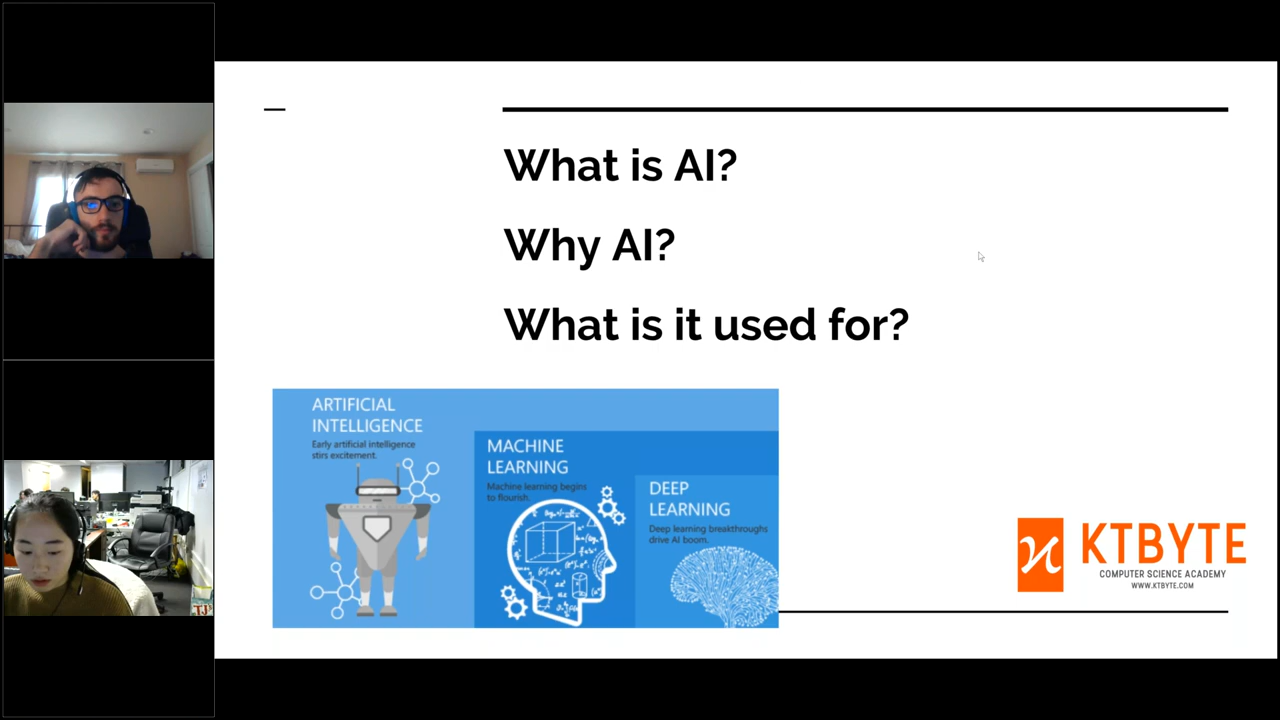 What is AI?
Why AI?
What is it used for?
ARTIFICIAL
INTELLIGENCE
Early artificial intelligence
stirs excitement.
MACHINE
LEARNING
Machine learning begins
to flourish.
DEEP
LEARNING
Deep learning breakthroughs
drive AI boom.
KTBYTE
COMPUTER SCIENCE ACADEMY
WWW.KTBYTE.COM